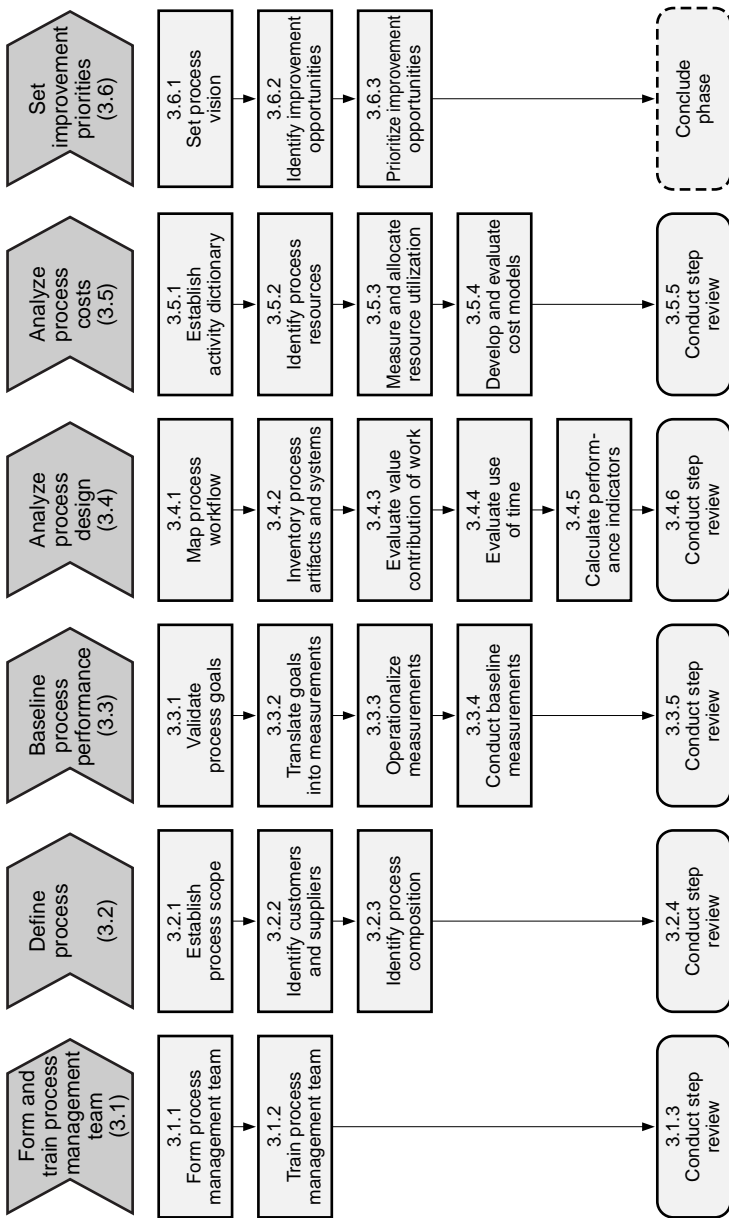 Form and
train process
management
team
(3.1)
3.1.1
Form process
management team
3.1.2
Train process
management team
3.1.3
Conduct step
review
Define
process
(3.2)
3.2.1
Establish
process scope
3.2.2
Identify customers
and suppliers
3.2.3
Identify process
composition
3.2.4
Conduct step
review
Baseline
process
performance
(3.3)
3.3.1
Validate
process goals
3.3.2
Translate goals
into measurements
3.3.3
Operationalize
measurements
3.3.4
Conduct baseline
measurements
3.3.5
Conduct step
review
Analyze
process
design
(3.4)
3.4.1
Map process
workflow
3.4.2
Inventory process
artifacts and systems
3.4.3
Evaluate value
contribution of work
3.4.4
Evaluate use
of time
3.4.5
Calculate perform-
ance indicators
3.4.6
Conduct step
review
Analyze
process
costs
(3.5)
3.5.1
Establish
activity dictionary
3.5.2
Identify process
resources
3.5.3
Measure and allocate
resource utilization
3.5.4
Develop and evaluate
cost models
3.5.5
Conduct step
review
Set
improvement
priorities
(3.6)
3.6.1
Set process
vision
3.6.2
Identify improvement
opportunities
3.6.3
Prioritize improvement
opportunities
Conclude
phase